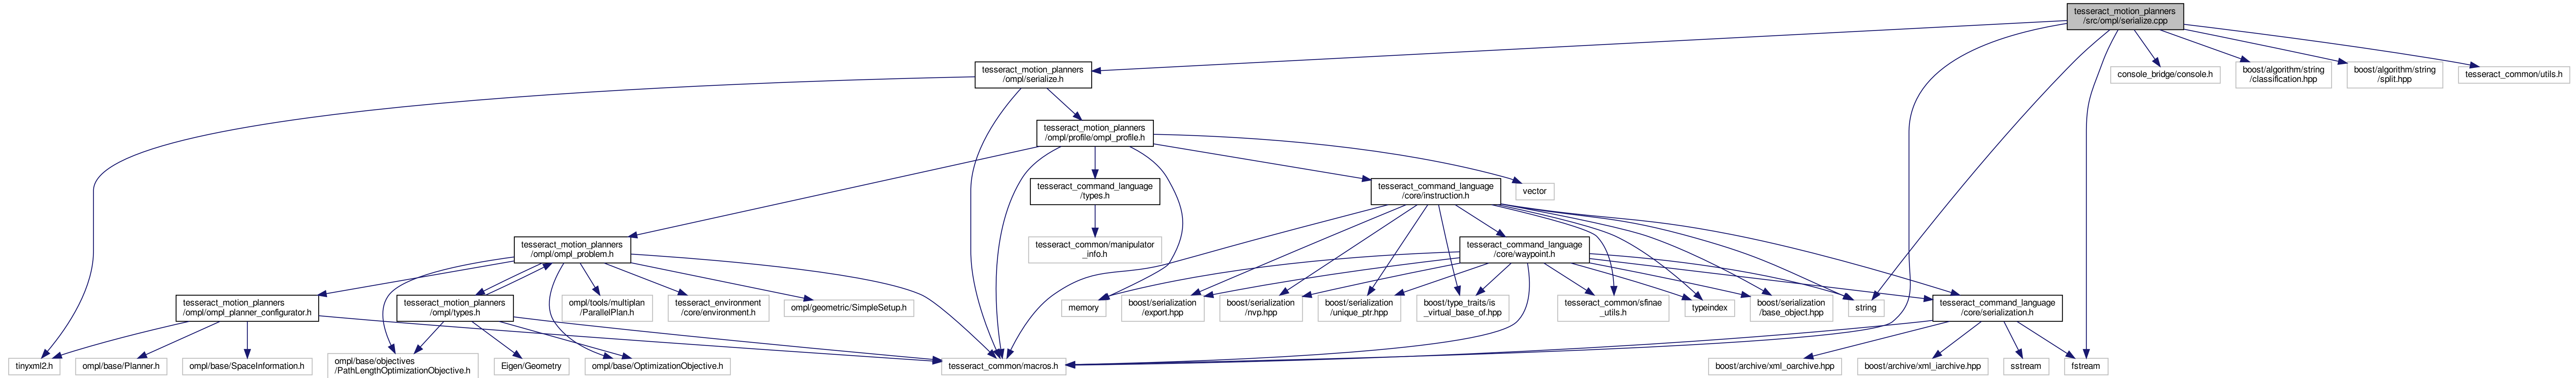 tesseract_motion_planners
/src/ompl/serialize.cpp
tesseract_motion_planners
/ompl/serialize.h
console_bridge/console.h
boost/algorithm/string
/classification.hpp
boost/algorithm/string
/split.hpp
tesseract_common/utils.h
tesseract_motion_planners
/ompl/profile/ompl_profile.h
tesseract_command_language
/types.h
tesseract_command_language
/core/instruction.h
vector
tesseract_motion_planners
/ompl/ompl_problem.h
tesseract_common/manipulator
_info.h
tesseract_command_language
/core/waypoint.h
tesseract_motion_planners
/ompl/ompl_planner_configurator.h
tesseract_motion_planners
/ompl/types.h
ompl/tools/multiplan
/ParallelPlan.h
tesseract_environment
/core/environment.h
ompl/geometric/SimpleSetup.h
memory
boost/serialization
/export.hpp
boost/serialization
/nvp.hpp
boost/serialization
/unique_ptr.hpp
boost/type_traits/is
_virtual_base_of.hpp
tesseract_common/sfinae
_utils.h
typeindex
boost/serialization
/base_object.hpp
string
tesseract_command_language
/core/serialization.h
tinyxml2.h
ompl/base/Planner.h
ompl/base/SpaceInformation.h
ompl/base/objectives
/PathLengthOptimizationObjective.h
Eigen/Geometry
ompl/base/OptimizationObjective.h
tesseract_common/macros.h
boost/archive/xml_oarchive.hpp
boost/archive/xml_iarchive.hpp
sstream
fstream